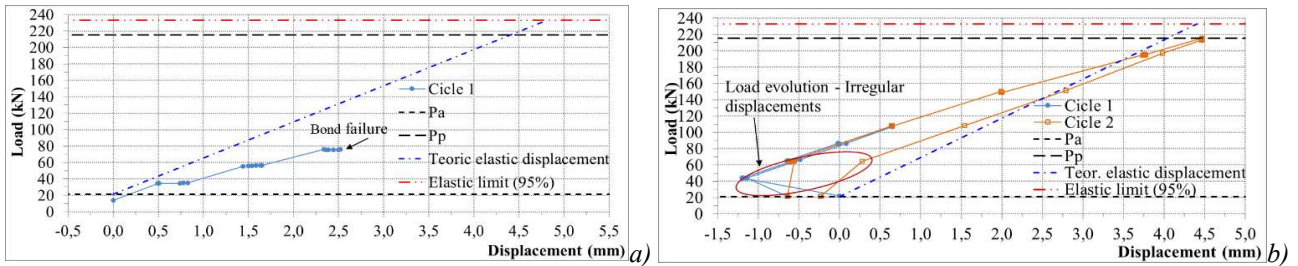 240
220
200
180
160
140
120
100
80
60
40
20
0
Load (kN)
Bond failure
Cicle 1
Pa
Pp
Teoric elastic displacement
Elastic limit (95%)
-0,5 0,0 0,5 1,0 1,5 2,0 2,5 3,0 3,5 4,0 4,5 5,0 5,5
Displacement (mm)
a)
240
220
200
180
160
140
120
100
80
60
40
20
0
Load (kN)
Load evolution - Irregular
displacements
Cicle 1
Cicle 2
Pa
Pp
Teor. elastic displacement
Elastic limit (95%)
-1,5 -1,0 -0,5 0,0 0,5 1,0 1,5 2,0 2,5 3,0 3,5 4,0 4,5 5,0
Displacement (mm)
b)